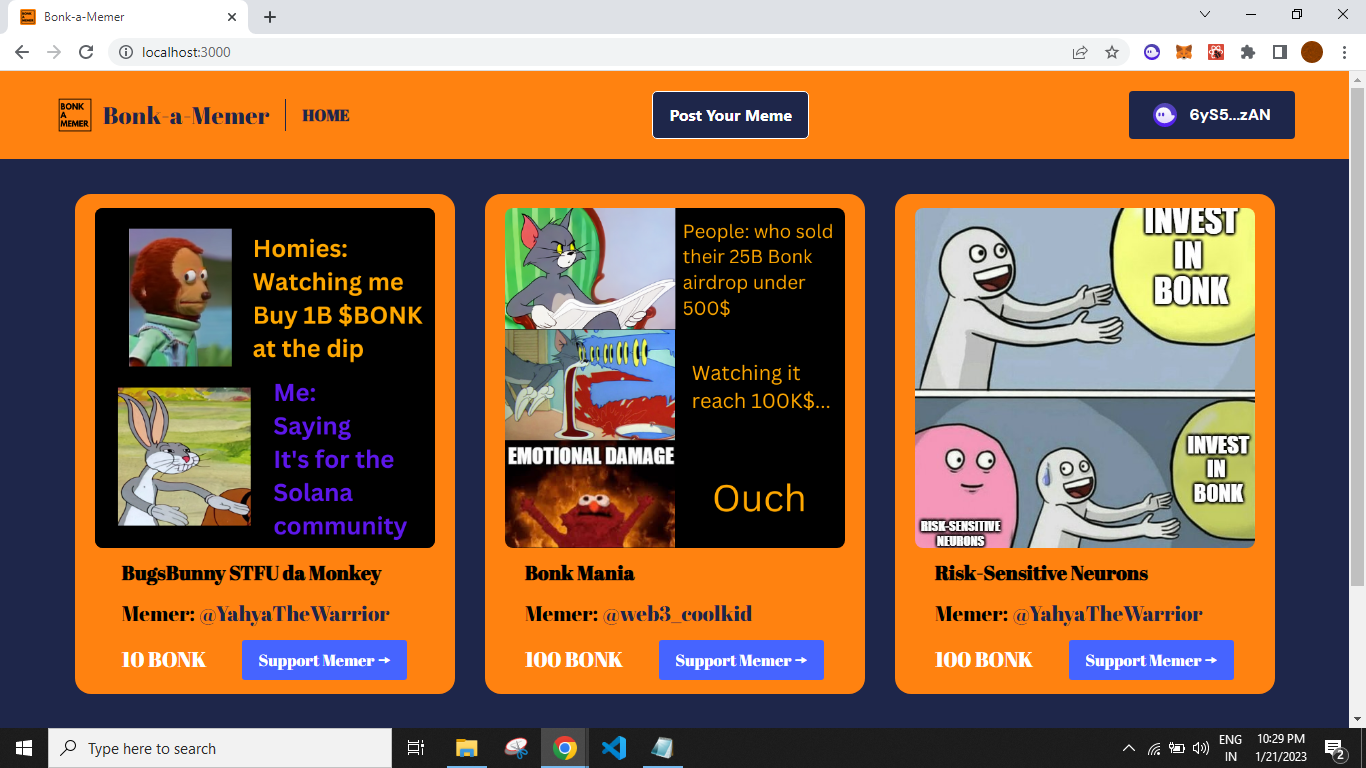 Bonk-a-Memer
localhost:3000
BONK
A
MEMER
Bonk-a-Memer
HOME
Post Your Meme
6yS5...zAN
Homies:
Watching me
Buy 1B $BONK
at the dip
Me:
Saying
It's for the
Solana
community
BugsBunny STFU da Monkey
Memer: @YahyaTheWarrior
10 BONK
Support Memer →
People: who sold
their 25B Bonk
airdrop under
500$
Watching it
reach 100K$...
EMOTIONAL DAMAGE
Ouch
Bonk Mania
Memer: @web3_coolkid
100 BONK
Support Memer →
INVEST
IN
BONK
INVEST
IN
BONK
RISK-SENSITIVE
NEURONS
Risk-Sensitive Neurons
Memer: @YahyaTheWarrior
100 BONK
Support Memer →
Type here to search
ENG
IN
10:29 PM
1/21/2023
2